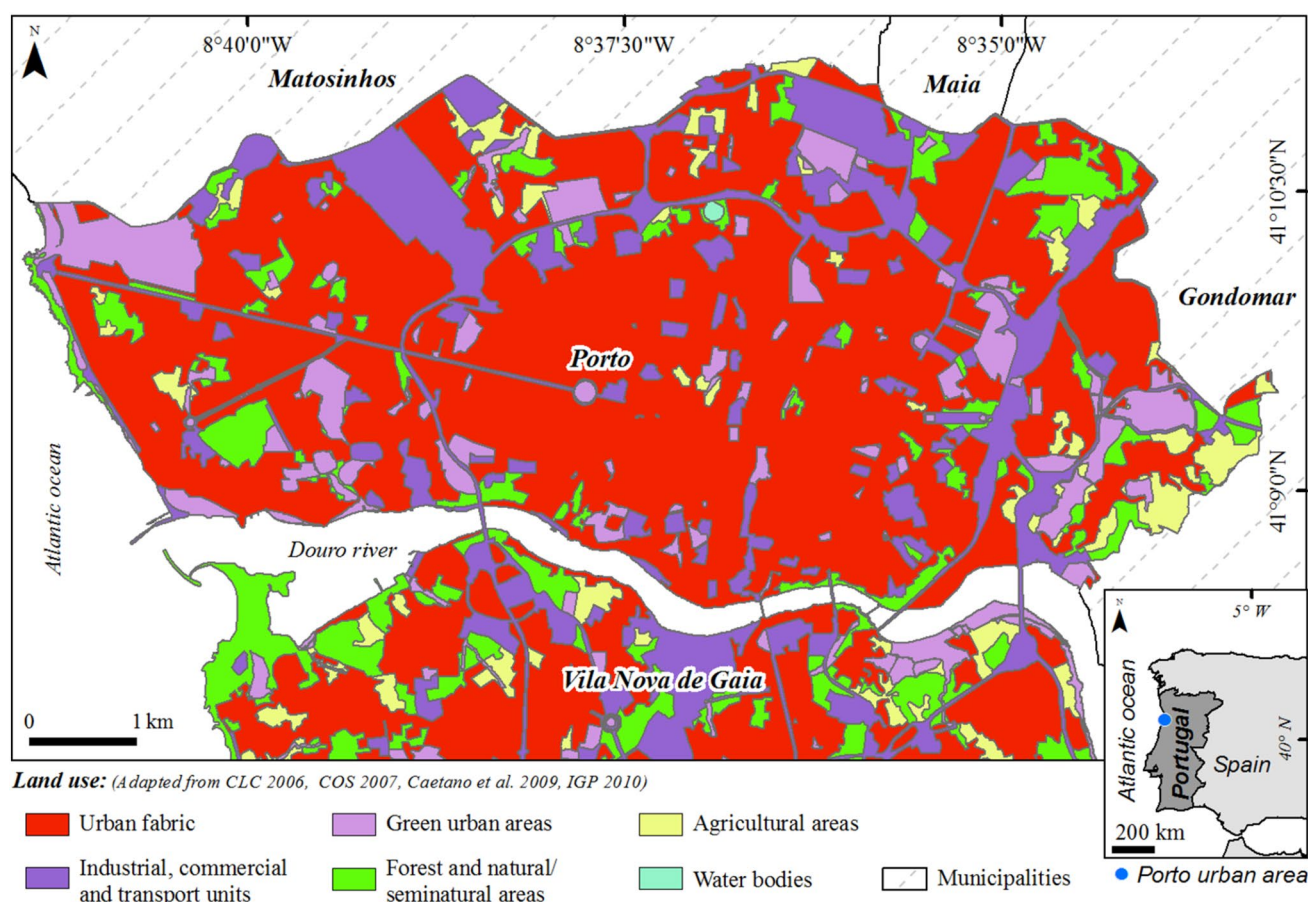 N
8°40'0"W
8°37'30"W
8°35'0"W
Matosinhos
Maia
41°10'30"N
Gondomar
Porto
Atlantic ocean
41°9'0"N
Douro river
Vila Nova de Gaia
0 1 km
N
5° W
Atlantic ocean
Portugal
Spain
40° N
200 km
Porto urban area
Land use: (Adapted from CLC 2006, COS 2007, Caetano et al. 2009, IGP 2010)
Urban fabric
Green urban areas
Agricultural areas
Industrial, commercial
and transport units
Forest and natural/
seminatural areas
Water bodies
Municipalities